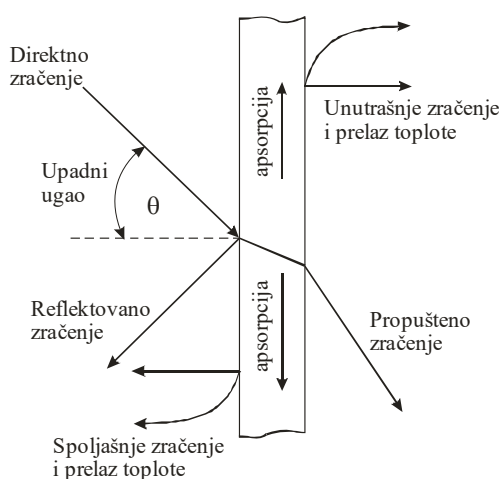 Direktno
zračenje
Upadni
ugao
θ
apsorpcija
Unutrašnje zračenje
i prelaz toplote
Reflektovano
zračenje
apsorpcija
Propušteno
zračenje
Spoljašnje zračenje
i prelaz toplote